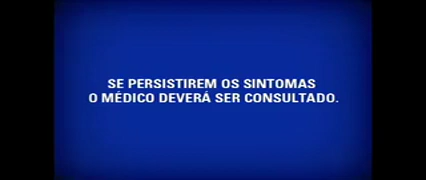 SE PERSISTIREM OS SINTOMAS
O MÉDICO DEVERÁ SER CONSULTADO.